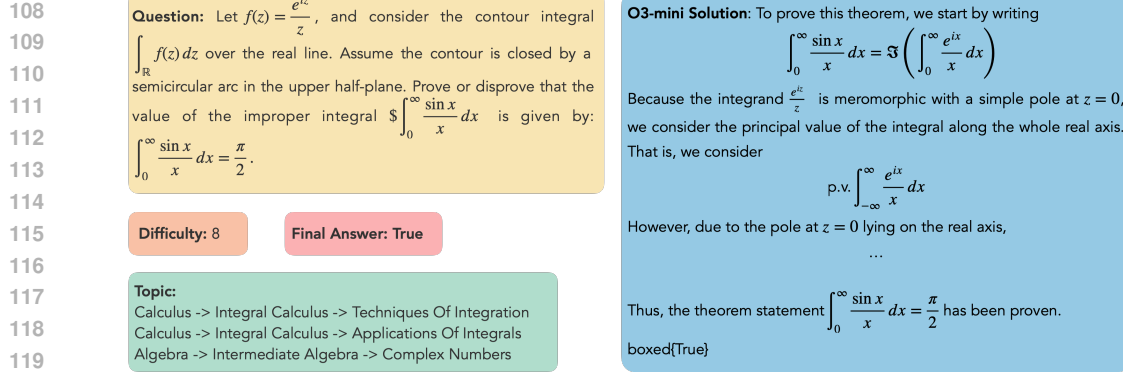 108
109
110
111
112
113
114
115
116
117
118
119
Question: Let f(z) = e^{iz}/z, and consider the contour integral
∫_ℝ f(z) dz over the real line. Assume the contour is closed by a
semicircular arc in the upper half-plane. Prove or disprove that the
value of the improper integral $∫_0^∞ sin x/x dx is given by:
∫_0^∞ sin x/x dx = π/2.
Difficulty: 8
Final Answer: True
Topic:
Calculus -> Integral Calculus -> Techniques Of Integration
Calculus -> Integral Calculus -> Applications Of Integrals
Algebra -> Intermediate Algebra -> Complex Numbers
O3-mini Solution: To prove this theorem, we start by writing
∫_0^∞ sin x/x dx = ℑ(∫_0^∞ e^{ix}/x dx)
Because the integrand e^{iz}/z is meromorphic with a simple pole at z = 0,
we consider the principal value of the integral along the whole real axis.
That is, we consider
p.v. ∫_{-∞}^∞ e^{ix}/x dx
However, due to the pole at z = 0 lying on the real axis,
...
Thus, the theorem statement ∫_0^∞ sin x/x dx = π/2 has been proven.
boxed{True}